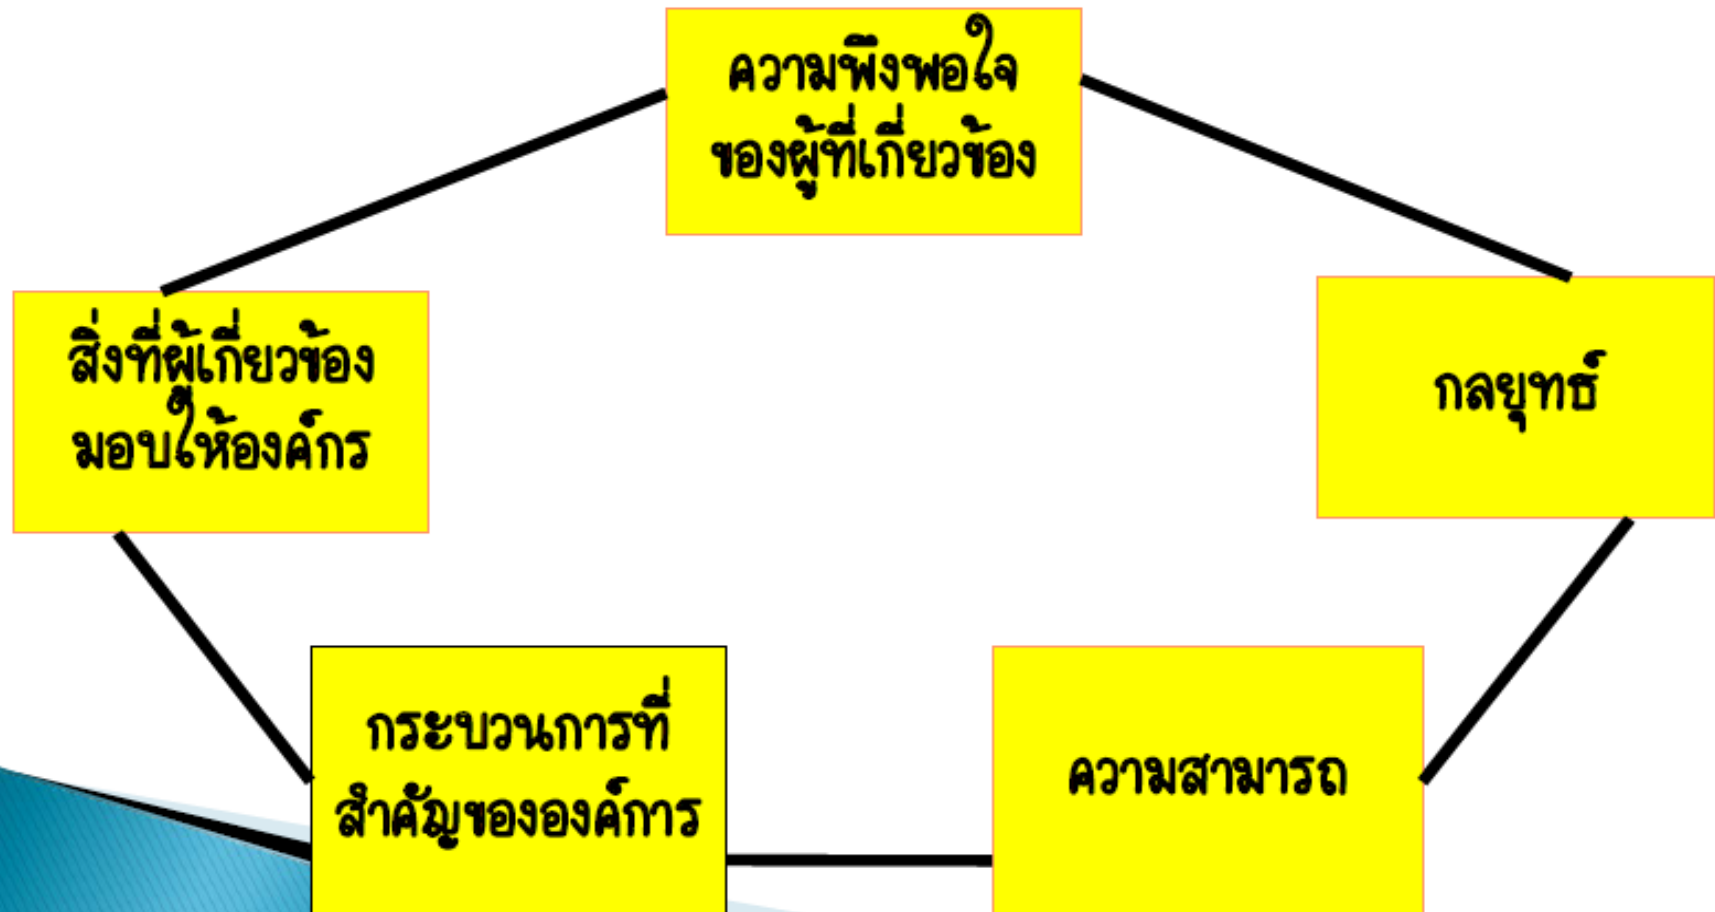 ความพึงพอใจ
ของผู้ที่เกี่ยวข้อง
สิ่งที่ผู้เกี่ยวข้อง
มอบให้องค์กร
กลยุทธ์
กระบวนการที่
สำคัญขององค์การ
ความสามารถ